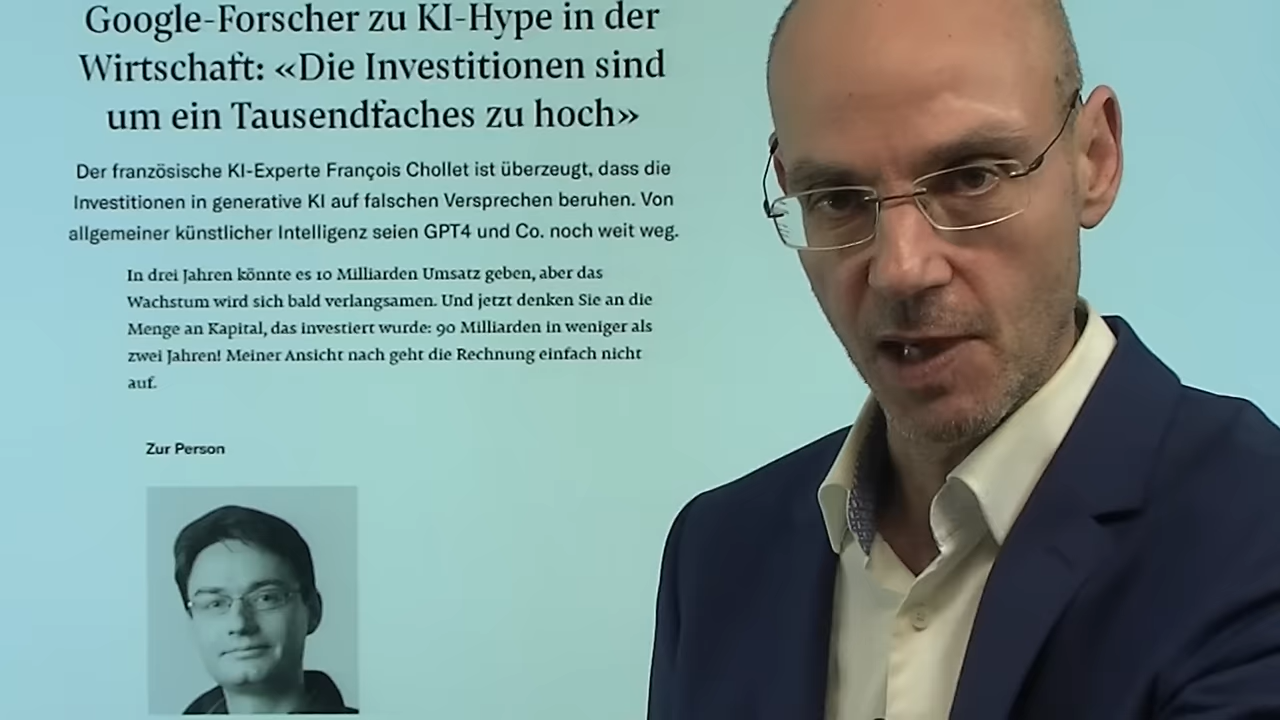 Google-Forscher zu KI-Hype in der
Wirtschaft: «Die Investitionen sind
um ein Tausendfaches zu hoch»
Der französische KI-Experte François Chollet ist überzeugt, dass die
Investitionen in generative KI auf falschen Versprechen beruhen. Von
allgemeiner künstlicher Intelligenz seien GPT4 und Co. noch weit weg.
In drei Jahren könnte es 10 Milliarden Umsatz geben, aber das
Wachstum wird sich bald verlangsamen. Und jetzt denken Sie an die
Menge an Kapital, das investiert wurde: 90 Milliarden in weniger als
zwei Jahren! Meiner Ansicht nach geht die Rechnung einfach nicht
auf.
Zur Person